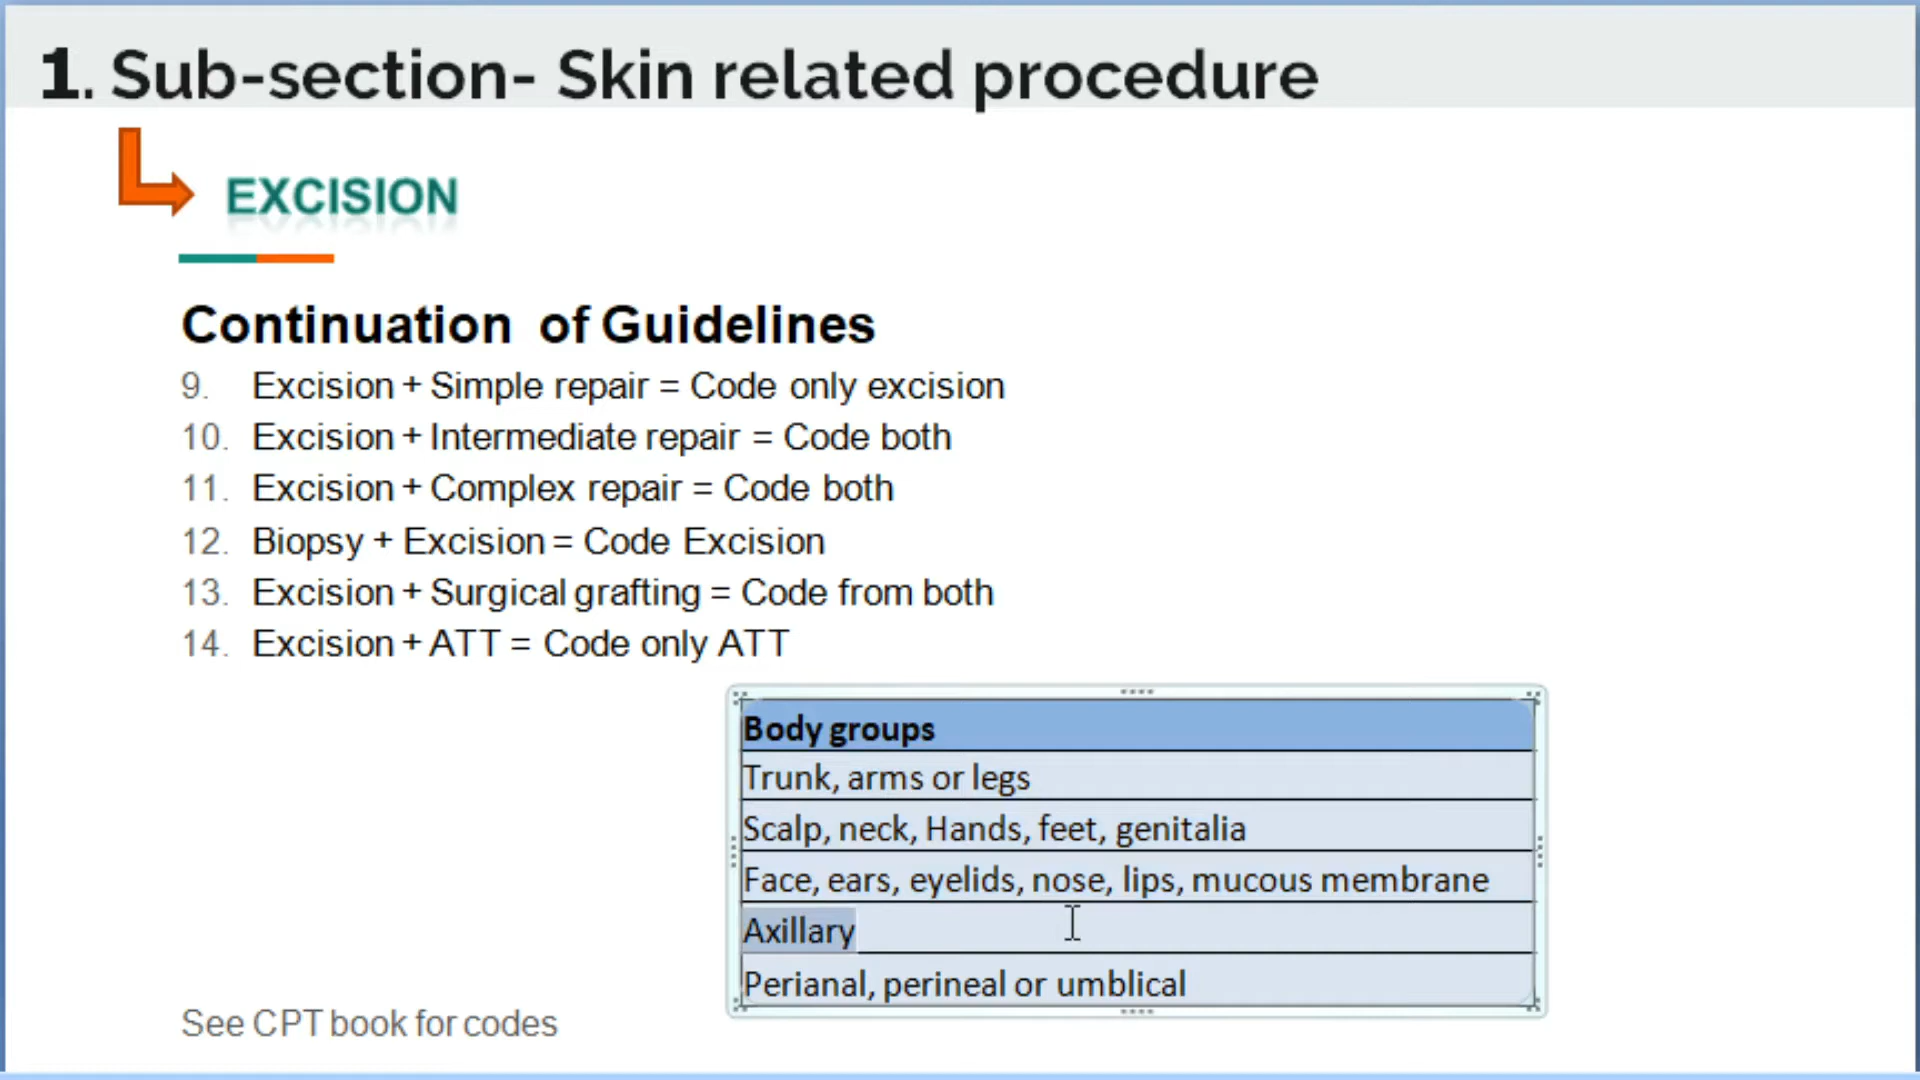 1. Sub-section- Skin related procedure
EXCISION
Continuation of Guidelines
9. Excision + Simple repair = Code only excision
10. Excision + Intermediate repair = Code both
11. Excision + Complex repair = Code both
12. Biopsy + Excision = Code Excision
13. Excision + Surgical grafting = Code from both
14. Excision + ATT = Code only ATT
Body groups
Trunk, arms or legs
Scalp, neck, Hands, feet, genitalia
Face, ears, eyelids, nose, lips, mucous membrane
Axillary
Perianal, perineal or umblical
See CPT book for codes